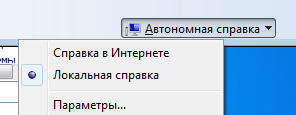 Автономная справка
Справка в Интернете
Локальная справка
Параметры...